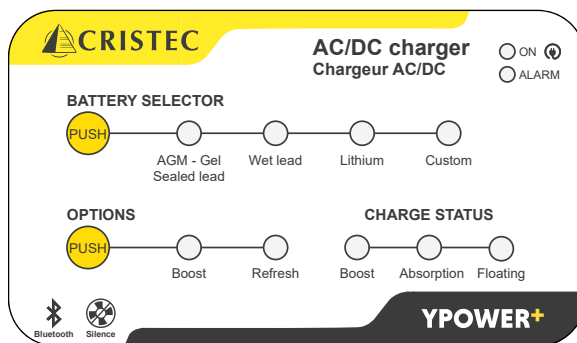 CRISTEC
AC/DC charger
Chargeur AC/DC
ON
ALARM
BATTERY SELECTOR
PUSH
AGM - Gel
Sealed lead
Wet lead
Lithium
Custom
OPTIONS
PUSH
Boost
Refresh
CHARGE STATUS
Boost
Absorption
Floating
Bluetooth
Silence
YPOWER+